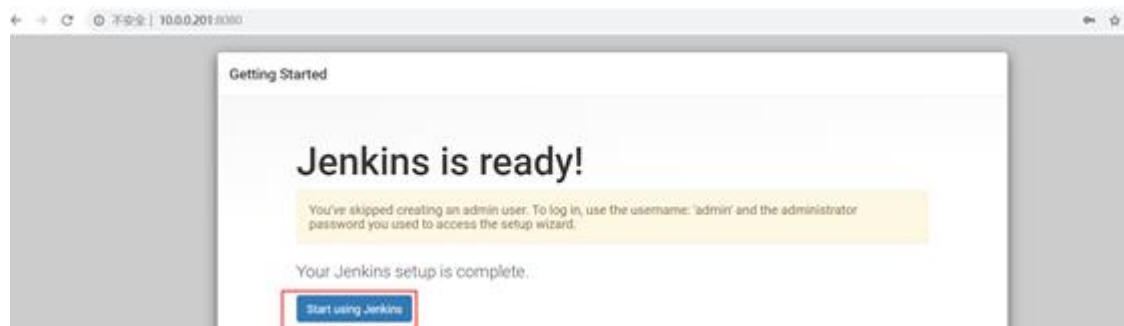 不安全 | 10.0.0.201:8080
Getting Started
Jenkins is ready!
You've skipped creating an admin user. To log in, use the username: 'admin' and the administrator
password you used to access the setup wizard.
Your Jenkins setup is complete.
Start using Jenkins